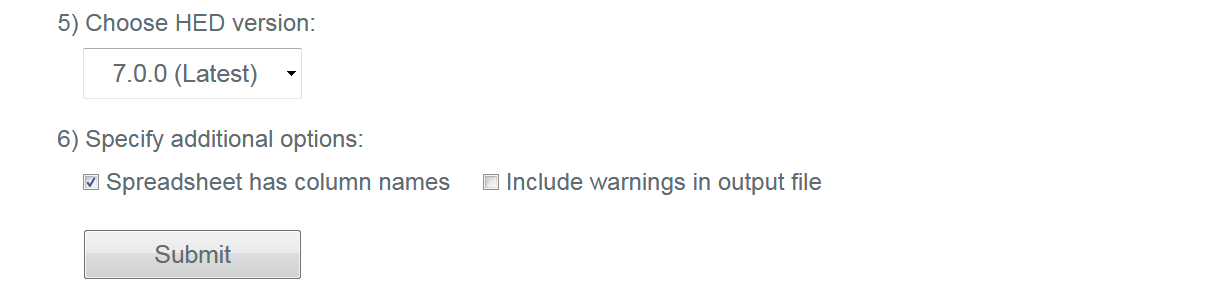 5) Choose HED version:
7.0.0 (Latest)
6) Specify additional options:
Spreadsheet has column names Include warnings in output file
Submit